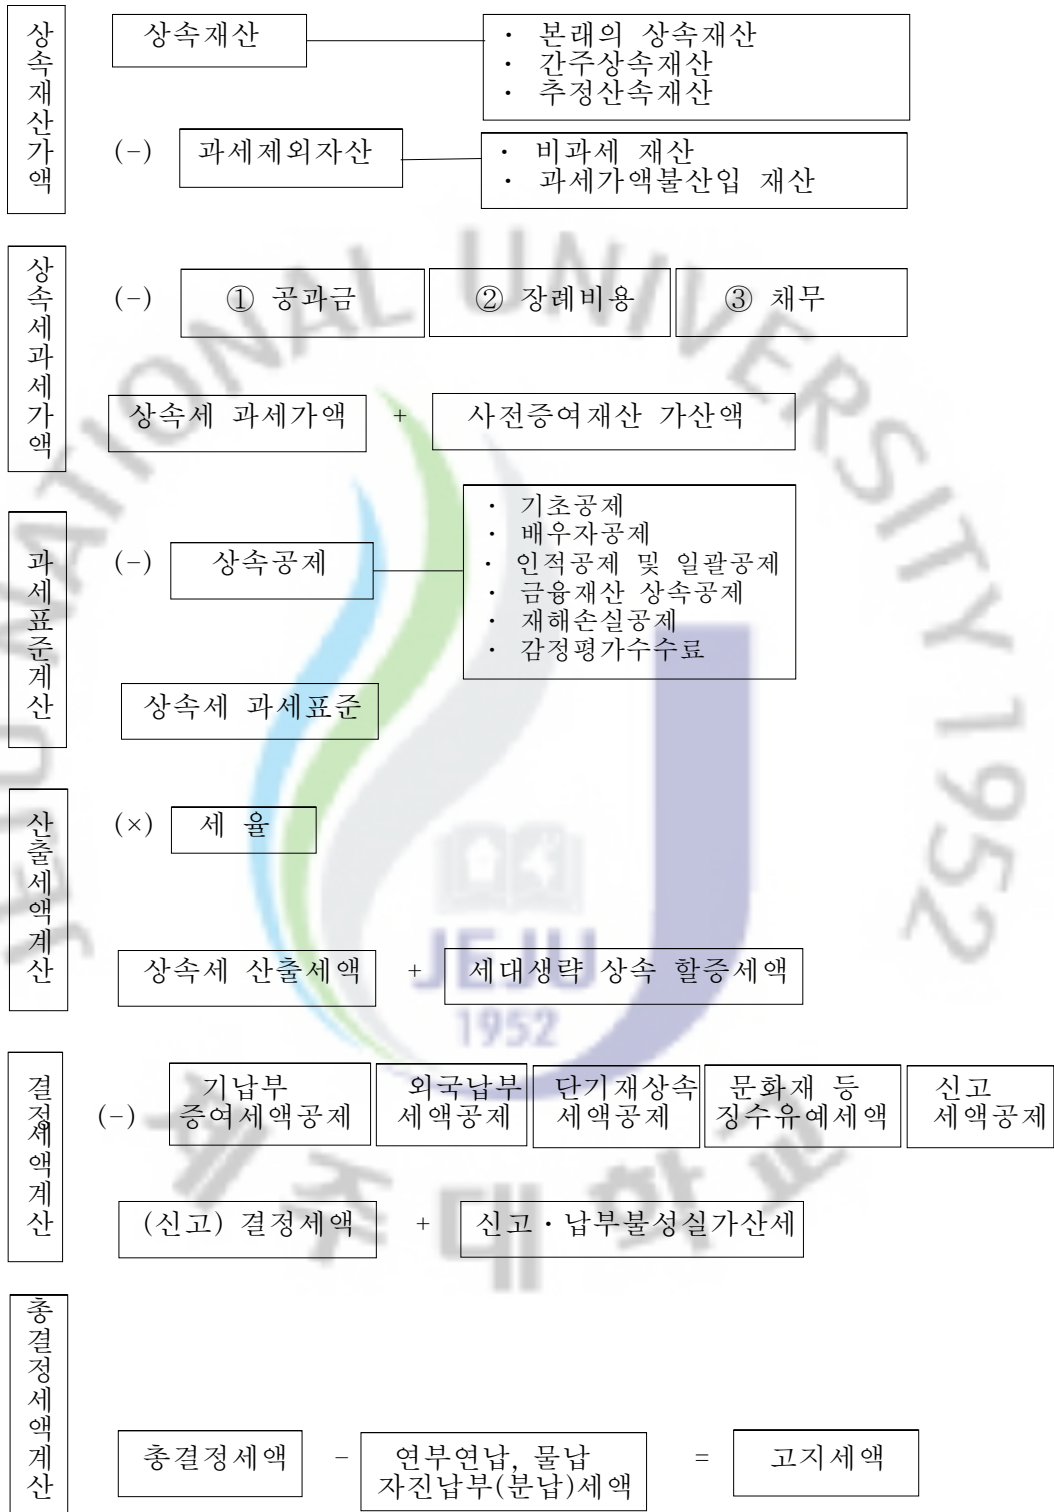 상속재산가액
상속재산
· 본래의 상속재산
· 간주상속재산
· 추정산속재산
(-) 과세제외자산
· 비과세 재산
· 과세가액불산입 재산
상속세과세가액
(-) ① 공과금 ② 장례비용 ③ 채무
상속세 과세가액 + 사전증여재산 가산액
과세표준계산
(-) 상속공제
· 기초공제
· 배우자공제
· 인적공제 및 일괄공제
· 금융재산 상속공제
· 재해손실공제
· 감정평가수수료
상속세 과세표준
산출세액계산
(×) 세 율
상속세 산출세액 + 세대생략 상속 할증세액
결정세액계산
(-)
기납부
증여세액공제
외국납부
세액공제
단기재상속
세액공제
문화재 등
징수유예세액
신고
세액공제
(신고) 결정세액 + 신고·납부불성실가산세
총결정세액계산
총결정세액 -
연부연납, 물납
자진납부(분납)세액
= 고지세액
JEJU NATIONAL UNIVERSITY 1952
JEJU
1952
제주대학교